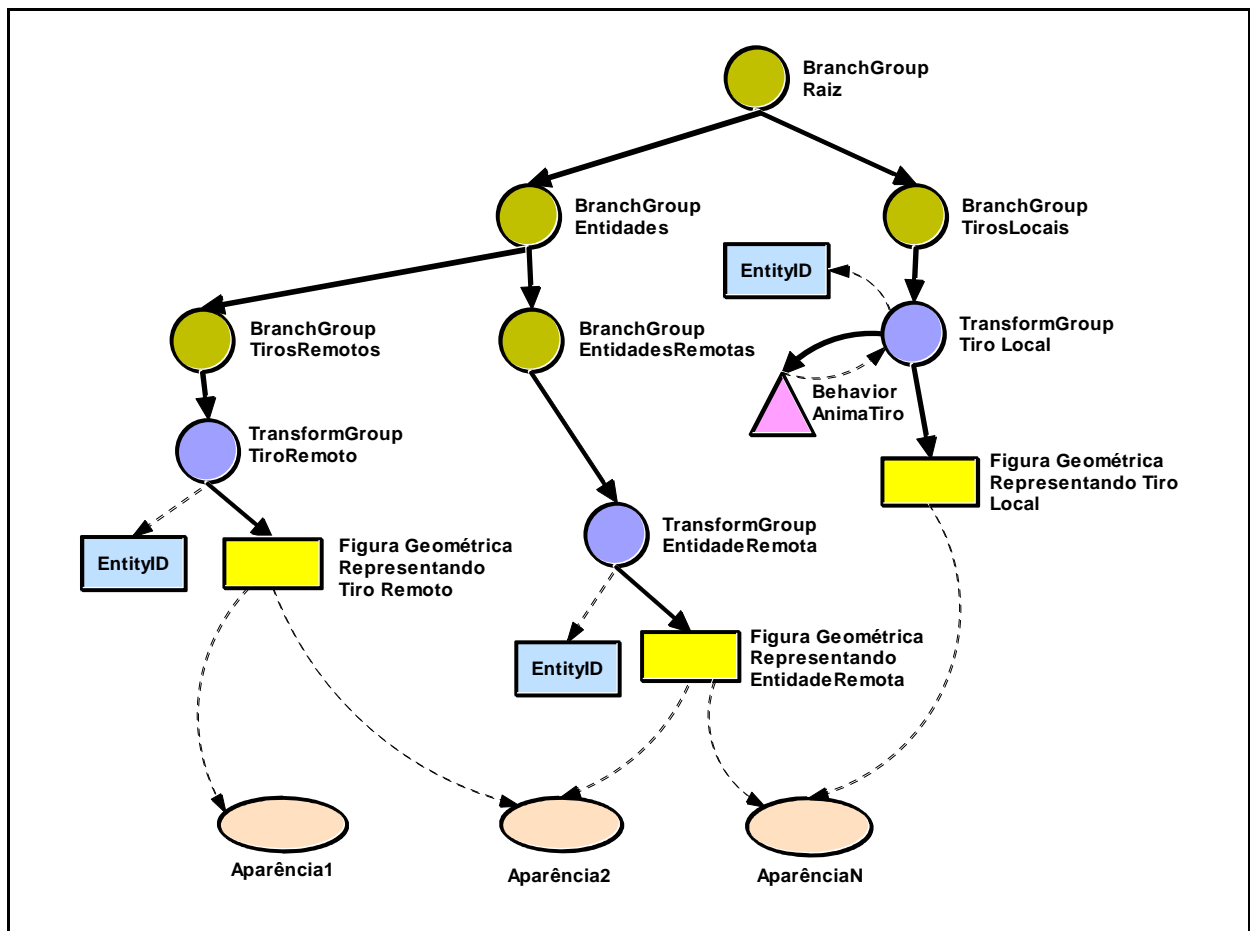 BranchGroup
Raiz
BranchGroup
Entidades
BranchGroup
TirosLocais
EntityID
BranchGroup
TirosRemotos
BranchGroup
EntidadesRemotas
TransformGroup
Tiro Local
Behavior
AnimaTiro
TransformGroup
TiroRemoto
Figura Geométrica
Representando Tiro
Local
EntityID
Figura Geométrica
Representando
Tiro Remoto
TransformGroup
EntidadeRemota
EntityID
Figura Geométrica
Representando
EntidadeRemota
Aparência1
Aparência2
AparênciaN